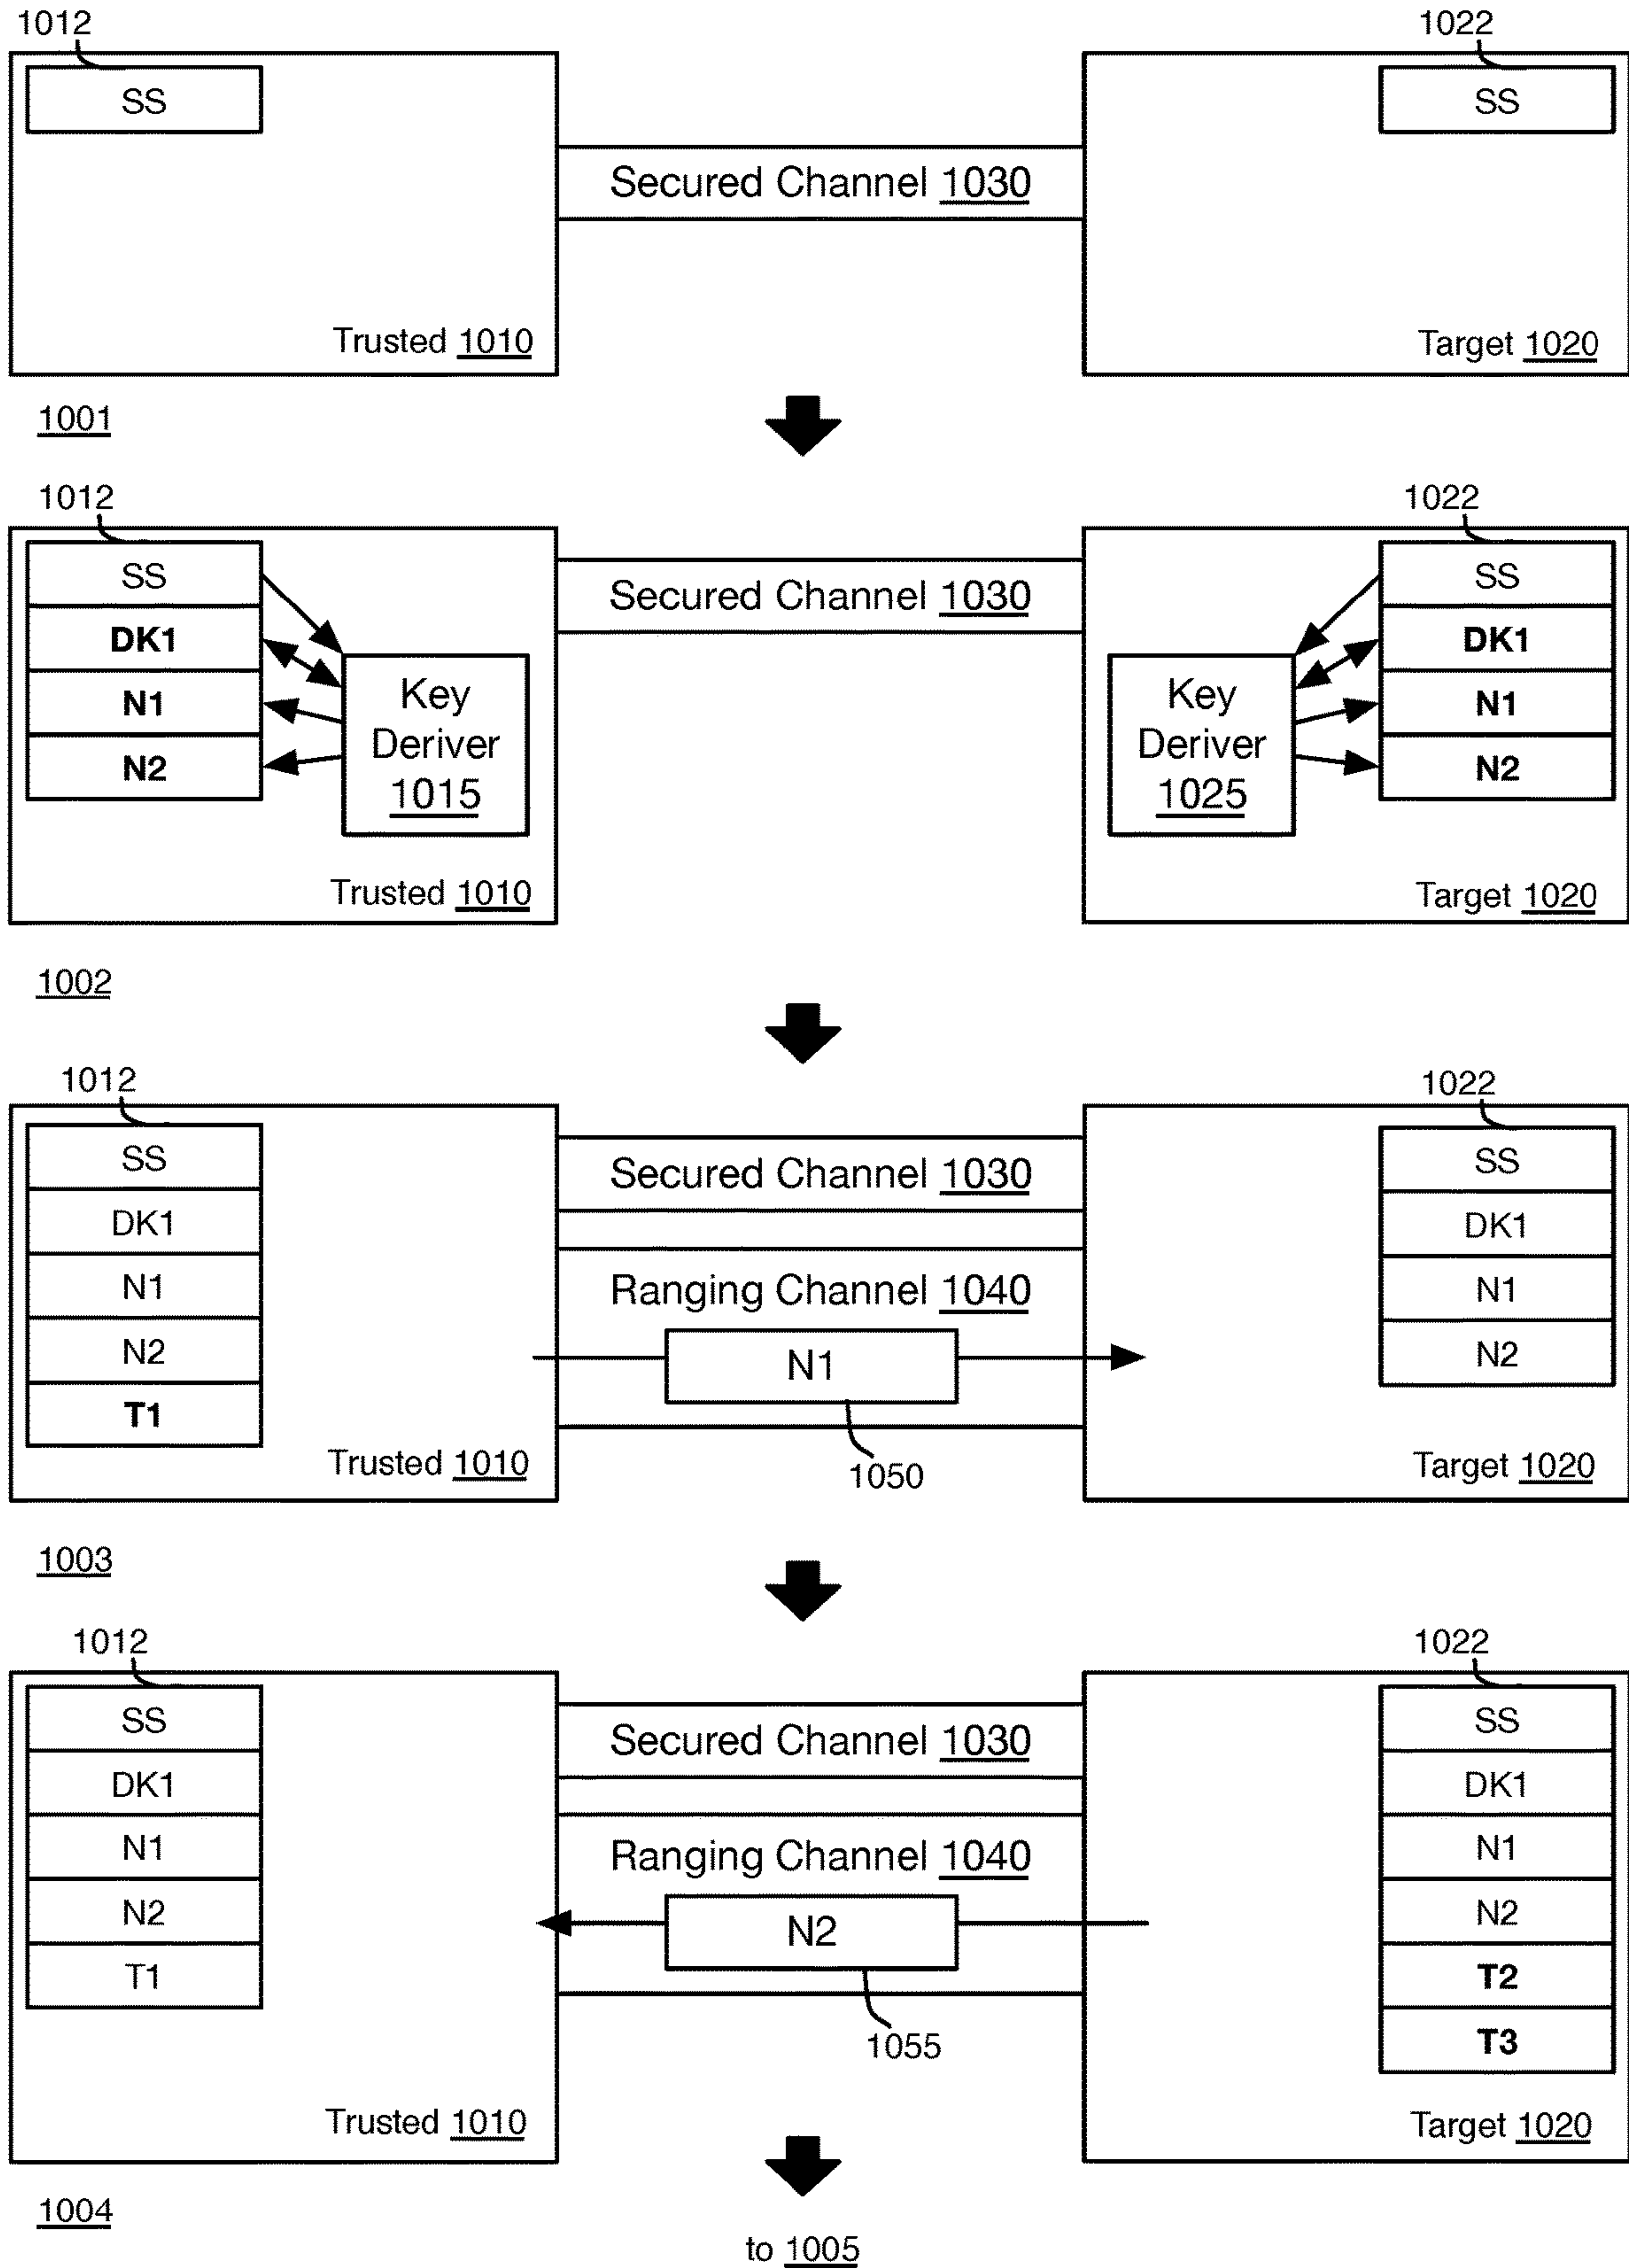 1012
1022
SS
SS
Secured Channel 1030
Trusted 1010
Target 1020
1001
1012
1022
SS
SS
Secured Channel 1030
DK1
DK1
N1
Key
Deriver
1015
Key
Deriver
1025
N1
N2
N2
Trusted 1010
Target 1020
1002
1012
1022
SS
SS
Secured Channel 1030
DK1
DK1
N1
Ranging Channel 1040
N1
N2
N1
N2
T1
Trusted 1010
1050
Target 1020
1003
1012
1022
SS
SS
Secured Channel 1030
DK1
DK1
N1
Ranging Channel 1040
N1
N2
N2
N2
T1
T2
1055
T3
Trusted 1010
Target 1020
1004
to 1005